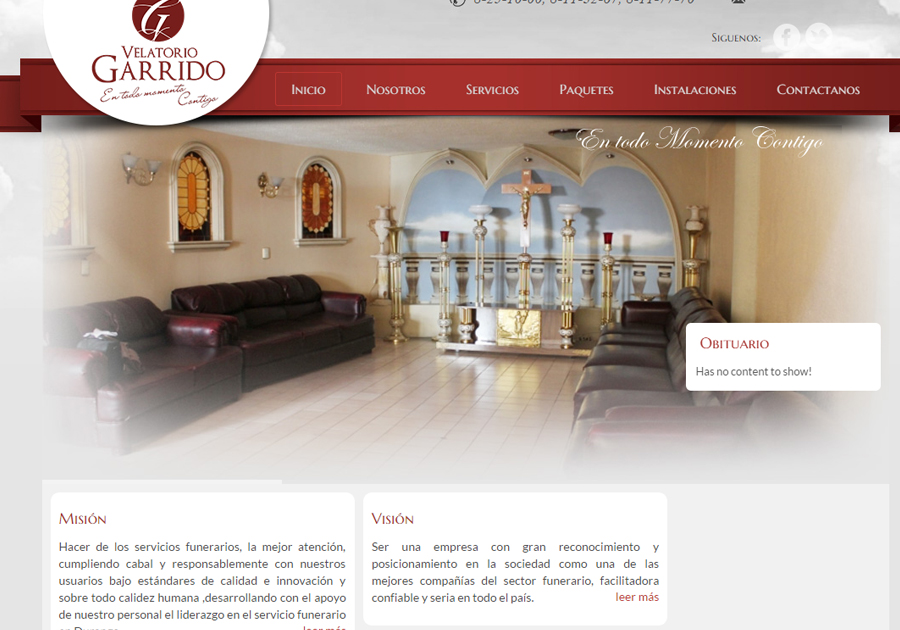 Siguenos:
Velatorio
Garrido
En todo momento
Contigo
Inicio Nosotros Servicios Paquetes Instalaciones Contactanos
En todo Momento Contigo
Obituario
Has no content to show!
Misión
Hacer de los servicios funerarios, la mejor atención,
cumpliendo cabal y responsablemente con nuestros
usuarios bajo estándares de calidad e innovación y
sobre todo calidez humana ,desarrollando con el apoyo
de nuestro personal el liderazgo en el servicio funerario
leer más
Visión
Ser una empresa con gran reconocimiento y
posicionamiento en la sociedad como una de las
mejores compañías del sector funerario, facilitadora
confiable y seria en todo el país. leer más